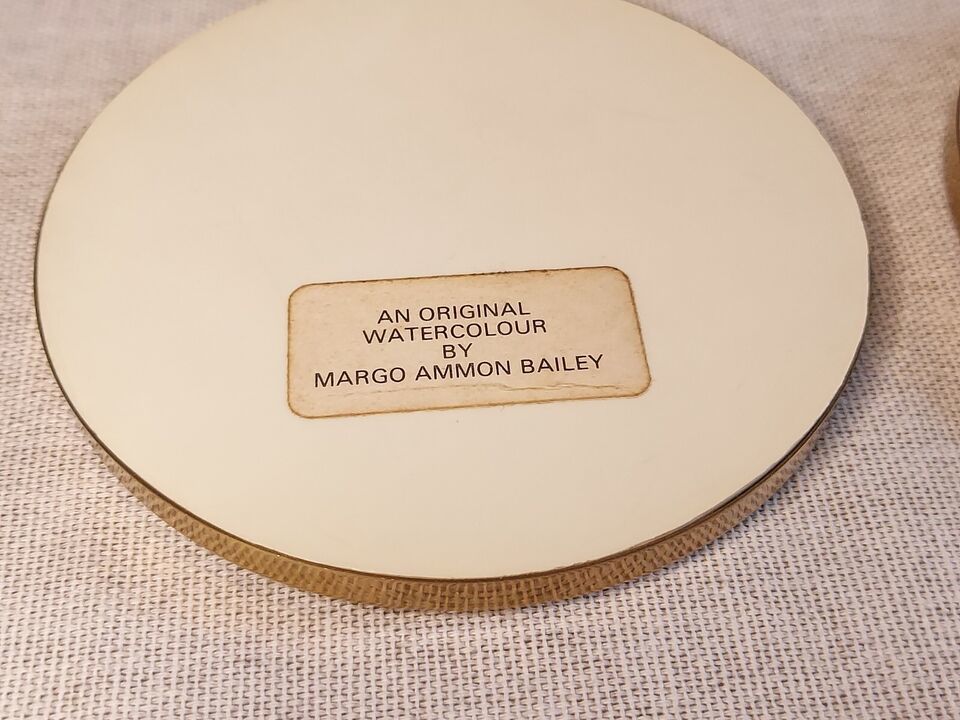 AN ORIGINAL
WATERCOLOUR
BY
MARGO AMMON BAILEY